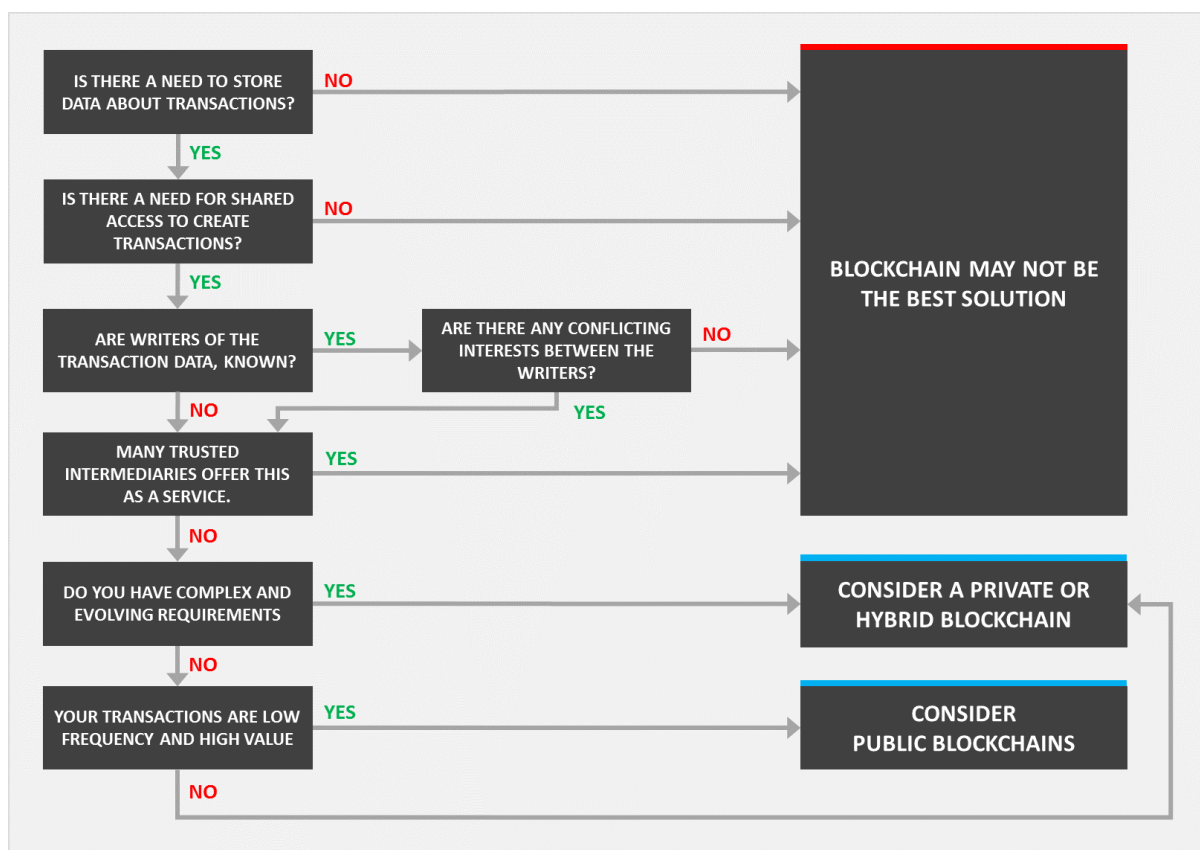 IS THERE A NEED TO STORE
DATA ABOUT TRANSACTIONS?
NO
YES
IS THERE A NEED FOR SHARED
ACCESS TO CREATE
TRANSACTIONS?
NO
BLOCKCHAIN MAY NOT BE
THE BEST SOLUTION
YES
ARE WRITERS OF THE
TRANSACTION DATA, KNOWN?
YES
ARE THERE ANY CONFLICTING
INTERESTS BETWEEN THE
WRITERS?
NO
NO
YES
MANY TRUSTED
INTERMEDIARIES OFFER THIS
AS A SERVICE.
YES
NO
DO YOU HAVE COMPLEX AND
EVOLVING REQUIREMENTS
YES
CONSIDER A PRIVATE OR
HYBRID BLOCKCHAIN
NO
YOUR TRANSACTIONS ARE LOW
FREQUENCY AND HIGH VALUE
YES
CONSIDER
PUBLIC BLOCKCHAINS
NO